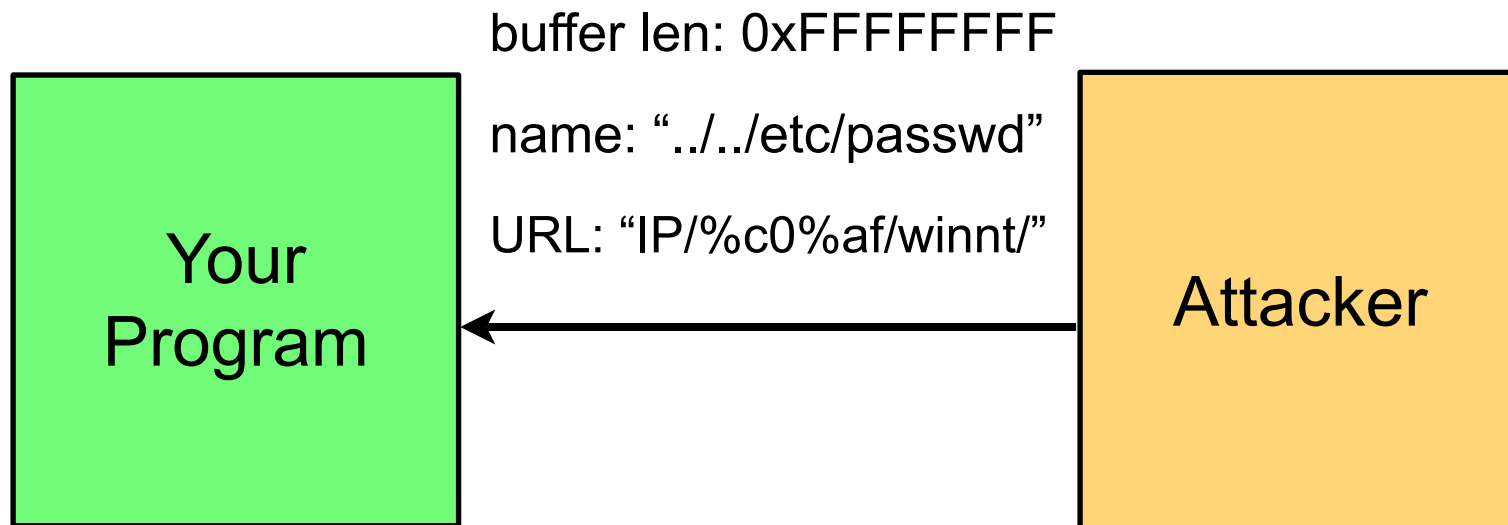 buffer len: 0xFFFFFFFF
name: “../../etc/passwd”
URL: “IP/%c0%af/winnt/”
Your
Program
Attacker